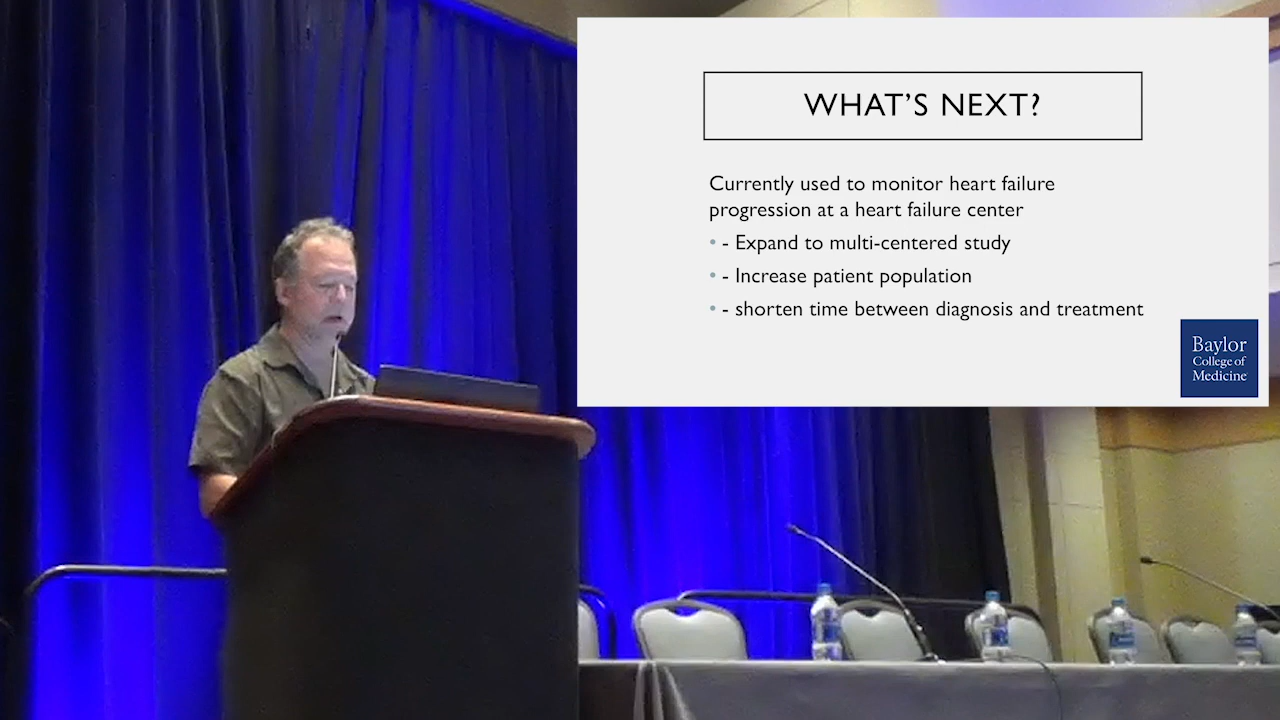 WHAT'S NEXT?
Currently used to monitor heart failure
progression at a heart failure center
• - Expand to multi-centered study
• - Increase patient population
• - shorten time between diagnosis and treatment
Baylor
College of
Medicine